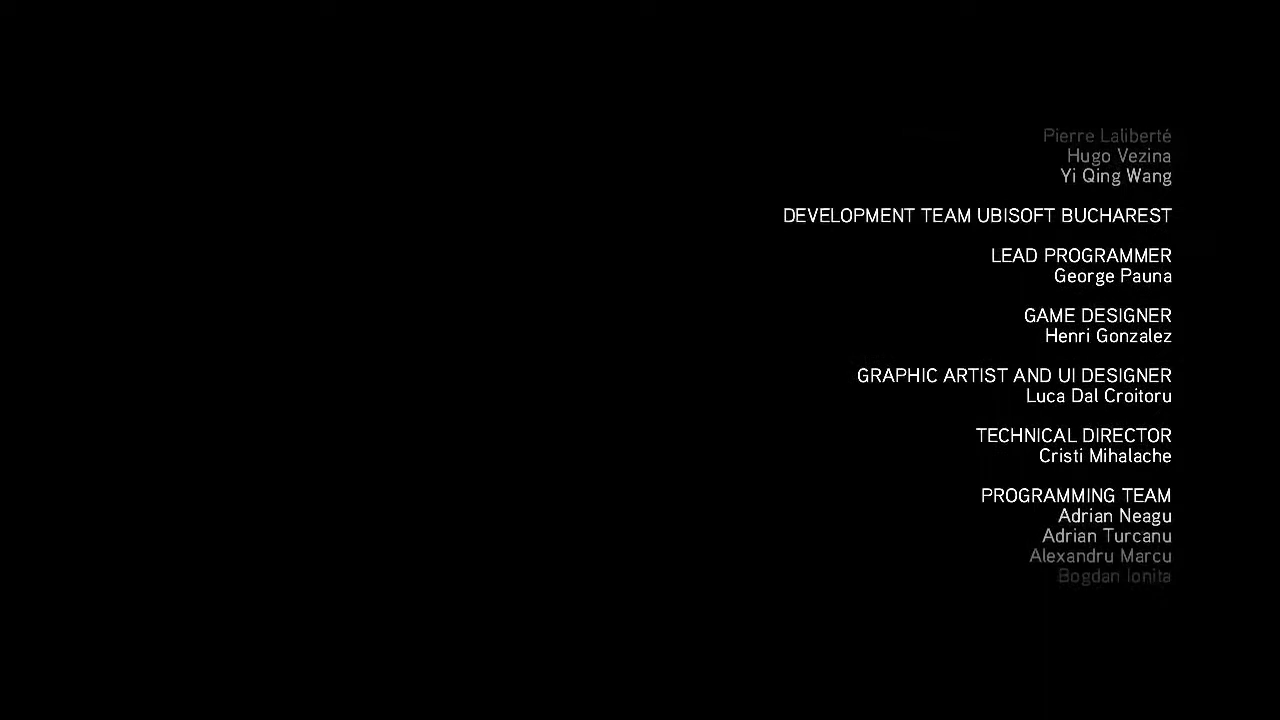 Pierre Laliberté
Hugo Vezina
Yi Qing Wang
DEVELOPMENT TEAM UBISOFT BUCHAREST
LEAD PROGRAMMER
George Pauna
GAME DESIGNER
Henri Gonzalez
GRAPHIC ARTIST AND UI DESIGNER
Luca Dal Croitoru
TECHNICAL DIRECTOR
Cristi Mihalache
PROGRAMMING TEAM
Adrian Neagu
Adrian Turcanu
Alexandru Marcu
Bogdan Ionita